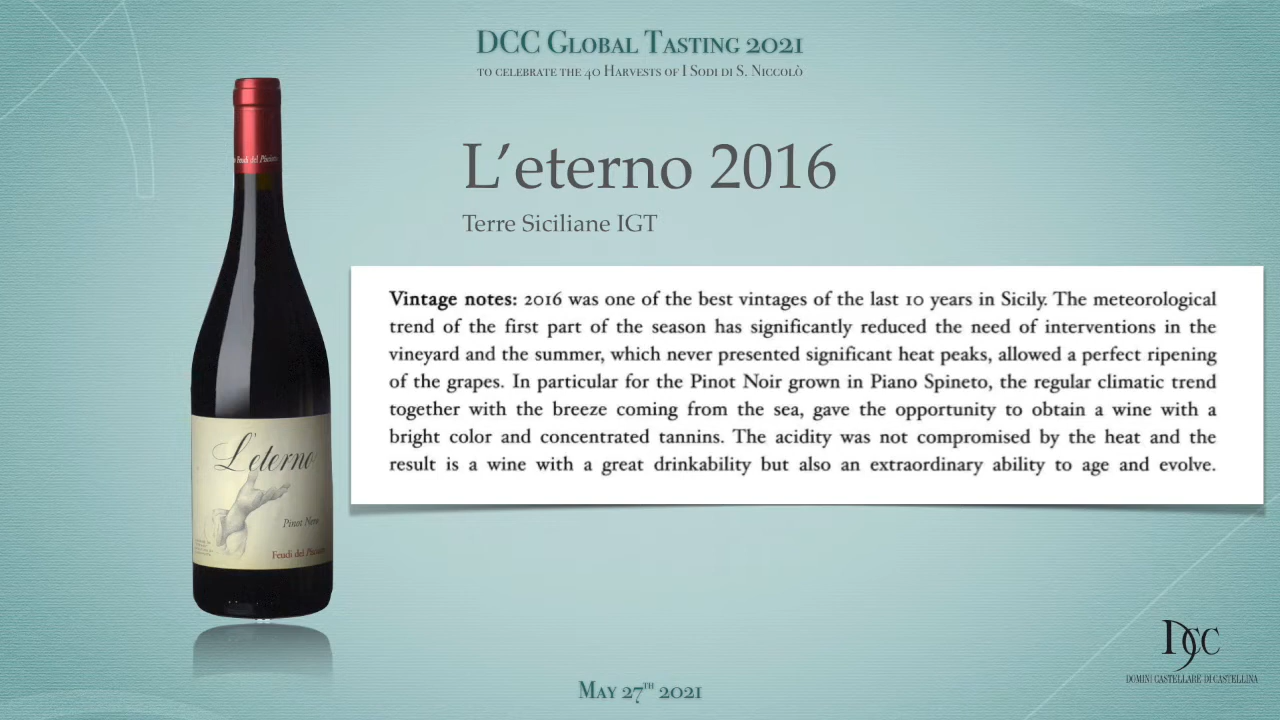 DCC Global Tasting 2021
to celebrate the 40 Harvests of I Sodi di S. Niccolò
L'eterno 2016
Terre Siciliane IGT
Vintage notes: 2016 was one of the best vintages of the last 10 years in Sicily. The meteorological
trend of the first part of the season has significantly reduced the need of interventions in the
vineyard and the summer, which never presented significant heat peaks, allowed a perfect ripening
of the grapes. In particular for the Pinot Noir grown in Piano Spineto, the regular climatic trend
together with the breeze coming from the sea, gave the opportunity to obtain a wine with a
bright color and concentrated tannins. The acidity was not compromised by the heat and the
result is a wine with a great drinkability but also an extraordinary ability to age and evolve.
Feudi del
L'eterno
Pinot
Feudi del
DCC
DOMINI CASTELLARE DI CASTELLINA
May 27th 2021